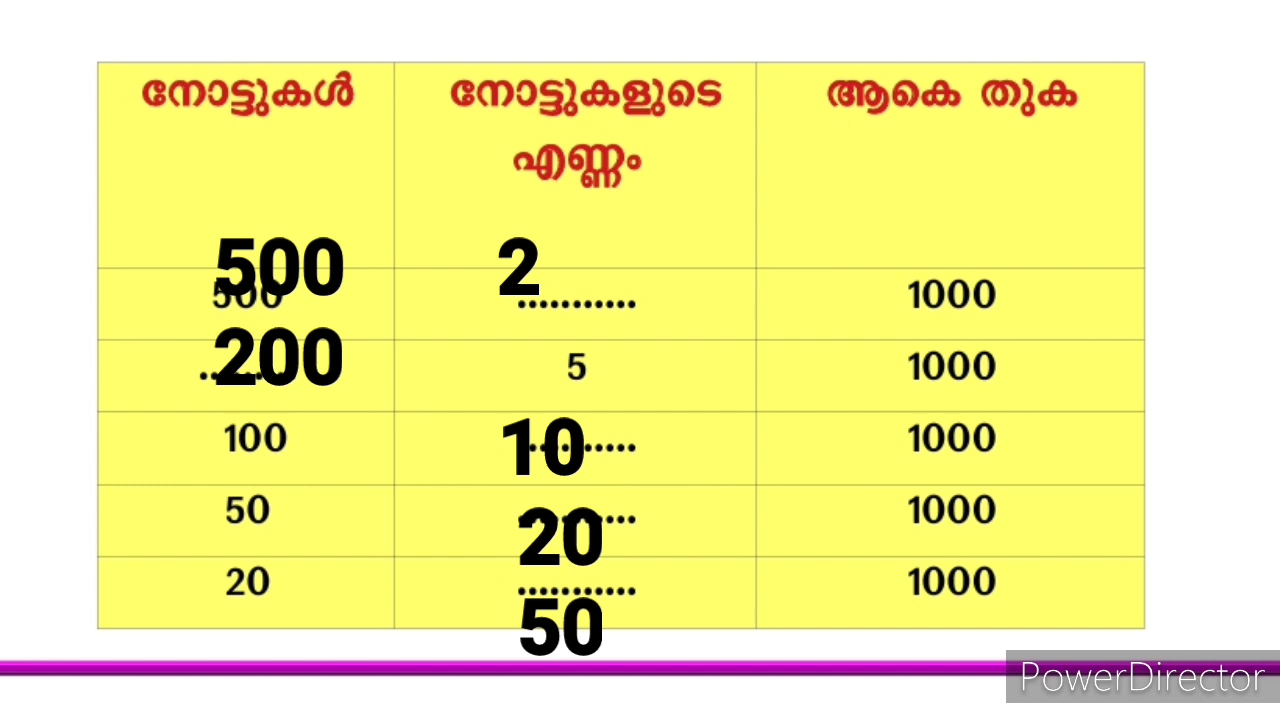 നോട്ടുകൾ നോട്ടുകളുടെ എണ്ണം ആകെ തുക
500 2
500 ........... 1000
200
........ 5 1000
100 10 ........... 1000
50 20 ........... 1000
20 ........... 1000
50
PowerDirector